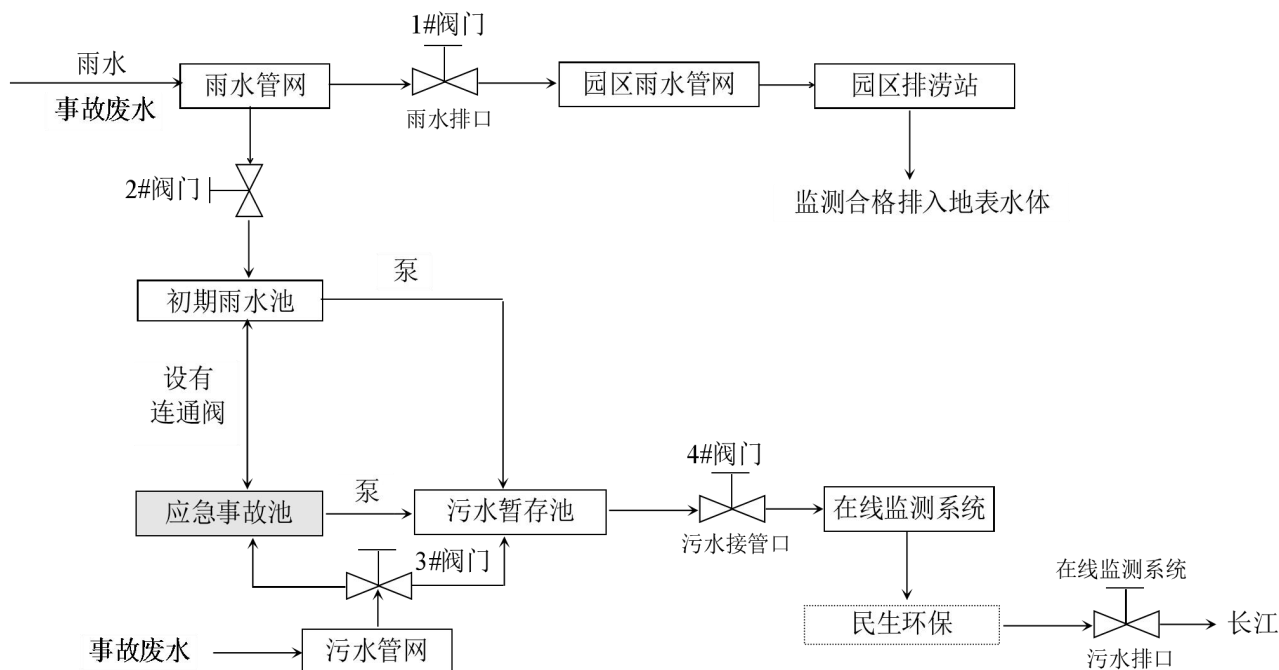 1#阀门
雨水
雨水管网
园区雨水管网
园区排涝站
事故废水
雨水排口
2#阀门
监测合格排入地表水体
泵
初期雨水池
设有
连通阀
4#阀门
泵
应急事故池
污水暂存池
在线监测系统
污水接管口
3#阀门
在线监测系统
民生环保
长江
事故废水
污水管网
污水排口